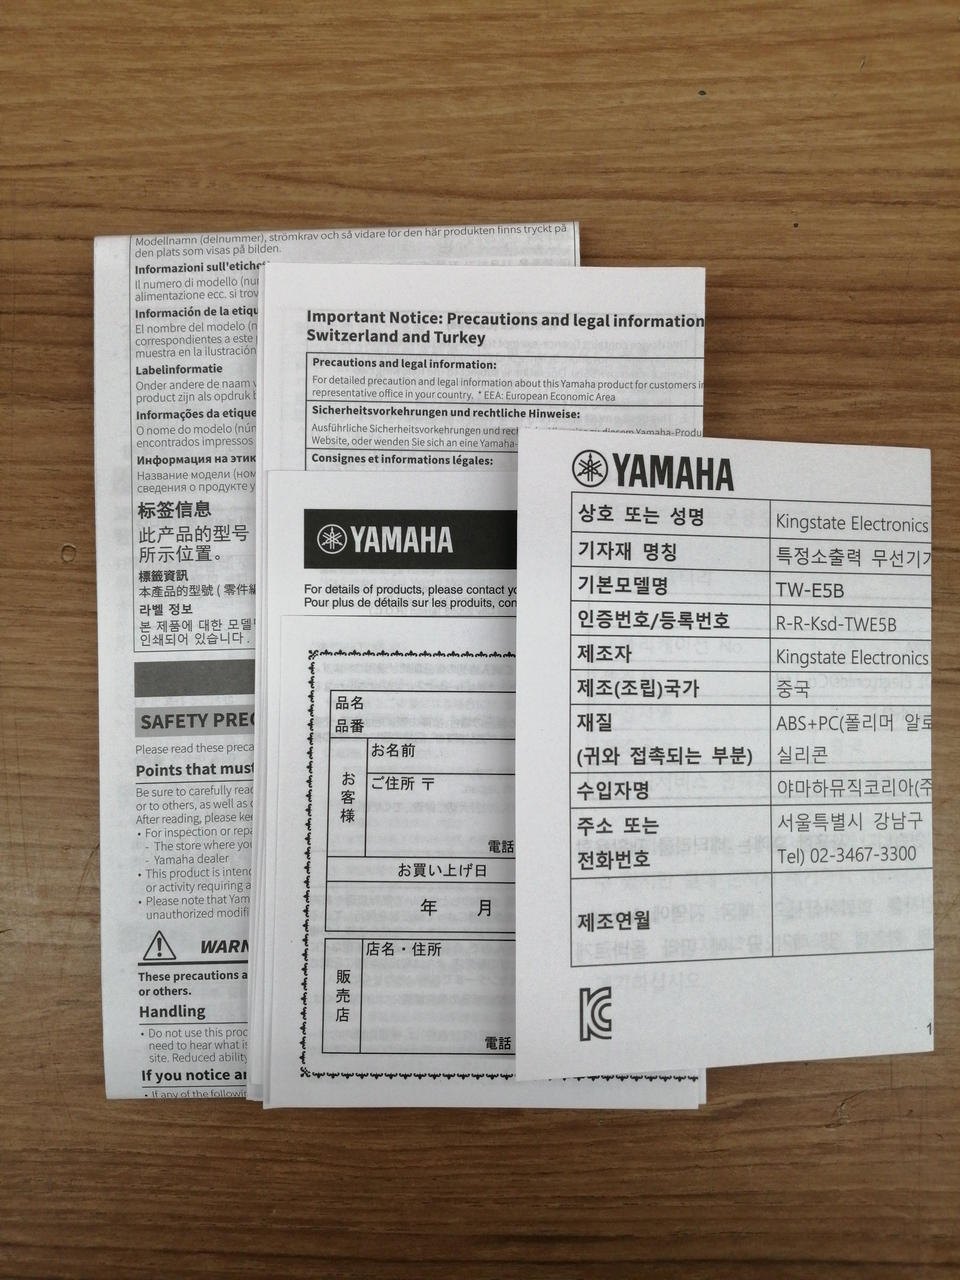 Modellnamn (delnummer), strömkrav och så vidare för den här produkten finns tryckt på
den plats som visas på bilden.
Informazioni sull'etichet
Il numero di modello (nu
alimentazione ecc. si trov
Información de la etiqu
El nombre del modelo (n
correspondientes a este
muestra en la ilustración
Labelinformatie
Onder andere de naam v
product zijn als opdruk b
Informações da etique
O nome do modelo (nún
encontrados impressos
Информация на этик
Название модели (ном
сведения о продукте у
标签信息
此产品的型号
所示位置。
標籤資訊
本產品的型號 ( 零件編
라벨 정보
본 제품에 대한 모델
인쇄되어 있습니다.
SAFETY PREC
Please read these preca
Points that must
Be sure to carefully read
or to others, as well as
After reading, please ke
• For inspection or repa
- The store where you
- Yamaha dealer
• This product is intend
or activity requiring a
• Please note that Yam
unauthorized modifi
WARN
These precautions a
or others.
Handling
• Do not use this proc
need to hear what is
site. Reduced ability
If you notice an
• If any of the following
Important Notice: Precautions and legal information
Switzerland and Turkey
Precautions and legal information:
For detailed precaution and legal information about this Yamaha product for customers in
representative office in your country. * EEA: European Economic Area
Sicherheitsvorkehrungen und rechtliche Hinweise:
Ausführliche Sicherheitsvorkehrungen und rech zu diesem Yamaha-Produ
Website, oder wenden Sie sich an eine Yamaha-
Consignes et informations légales:
YAMAHA
For details of products, please contact yo
Pour plus de détails sur les produits, con
品名
品番
お客様
お名前
ご住所 〒
電話
お買い上げ日
年 月
販売店
店名・住所
電話
YAMAHA
상호 또는 성명 Kingstate Electronics
기자재 명칭 특정소출력 무선기기
기본모델명 TW-E5B
인증번호/등록번호 R-R-Ksd-TWE5B
제조자 Kingstate Electronics
제조(조립)국가 중국
재질 ABS+PC(폴리머 알로
(귀와 접촉되는 부분) 실리콘
수입자명 야마하뮤직코리아(주
주소 또는 서울특별시 강남구
전화번호 Tel) 02-3467-3300
제조연월